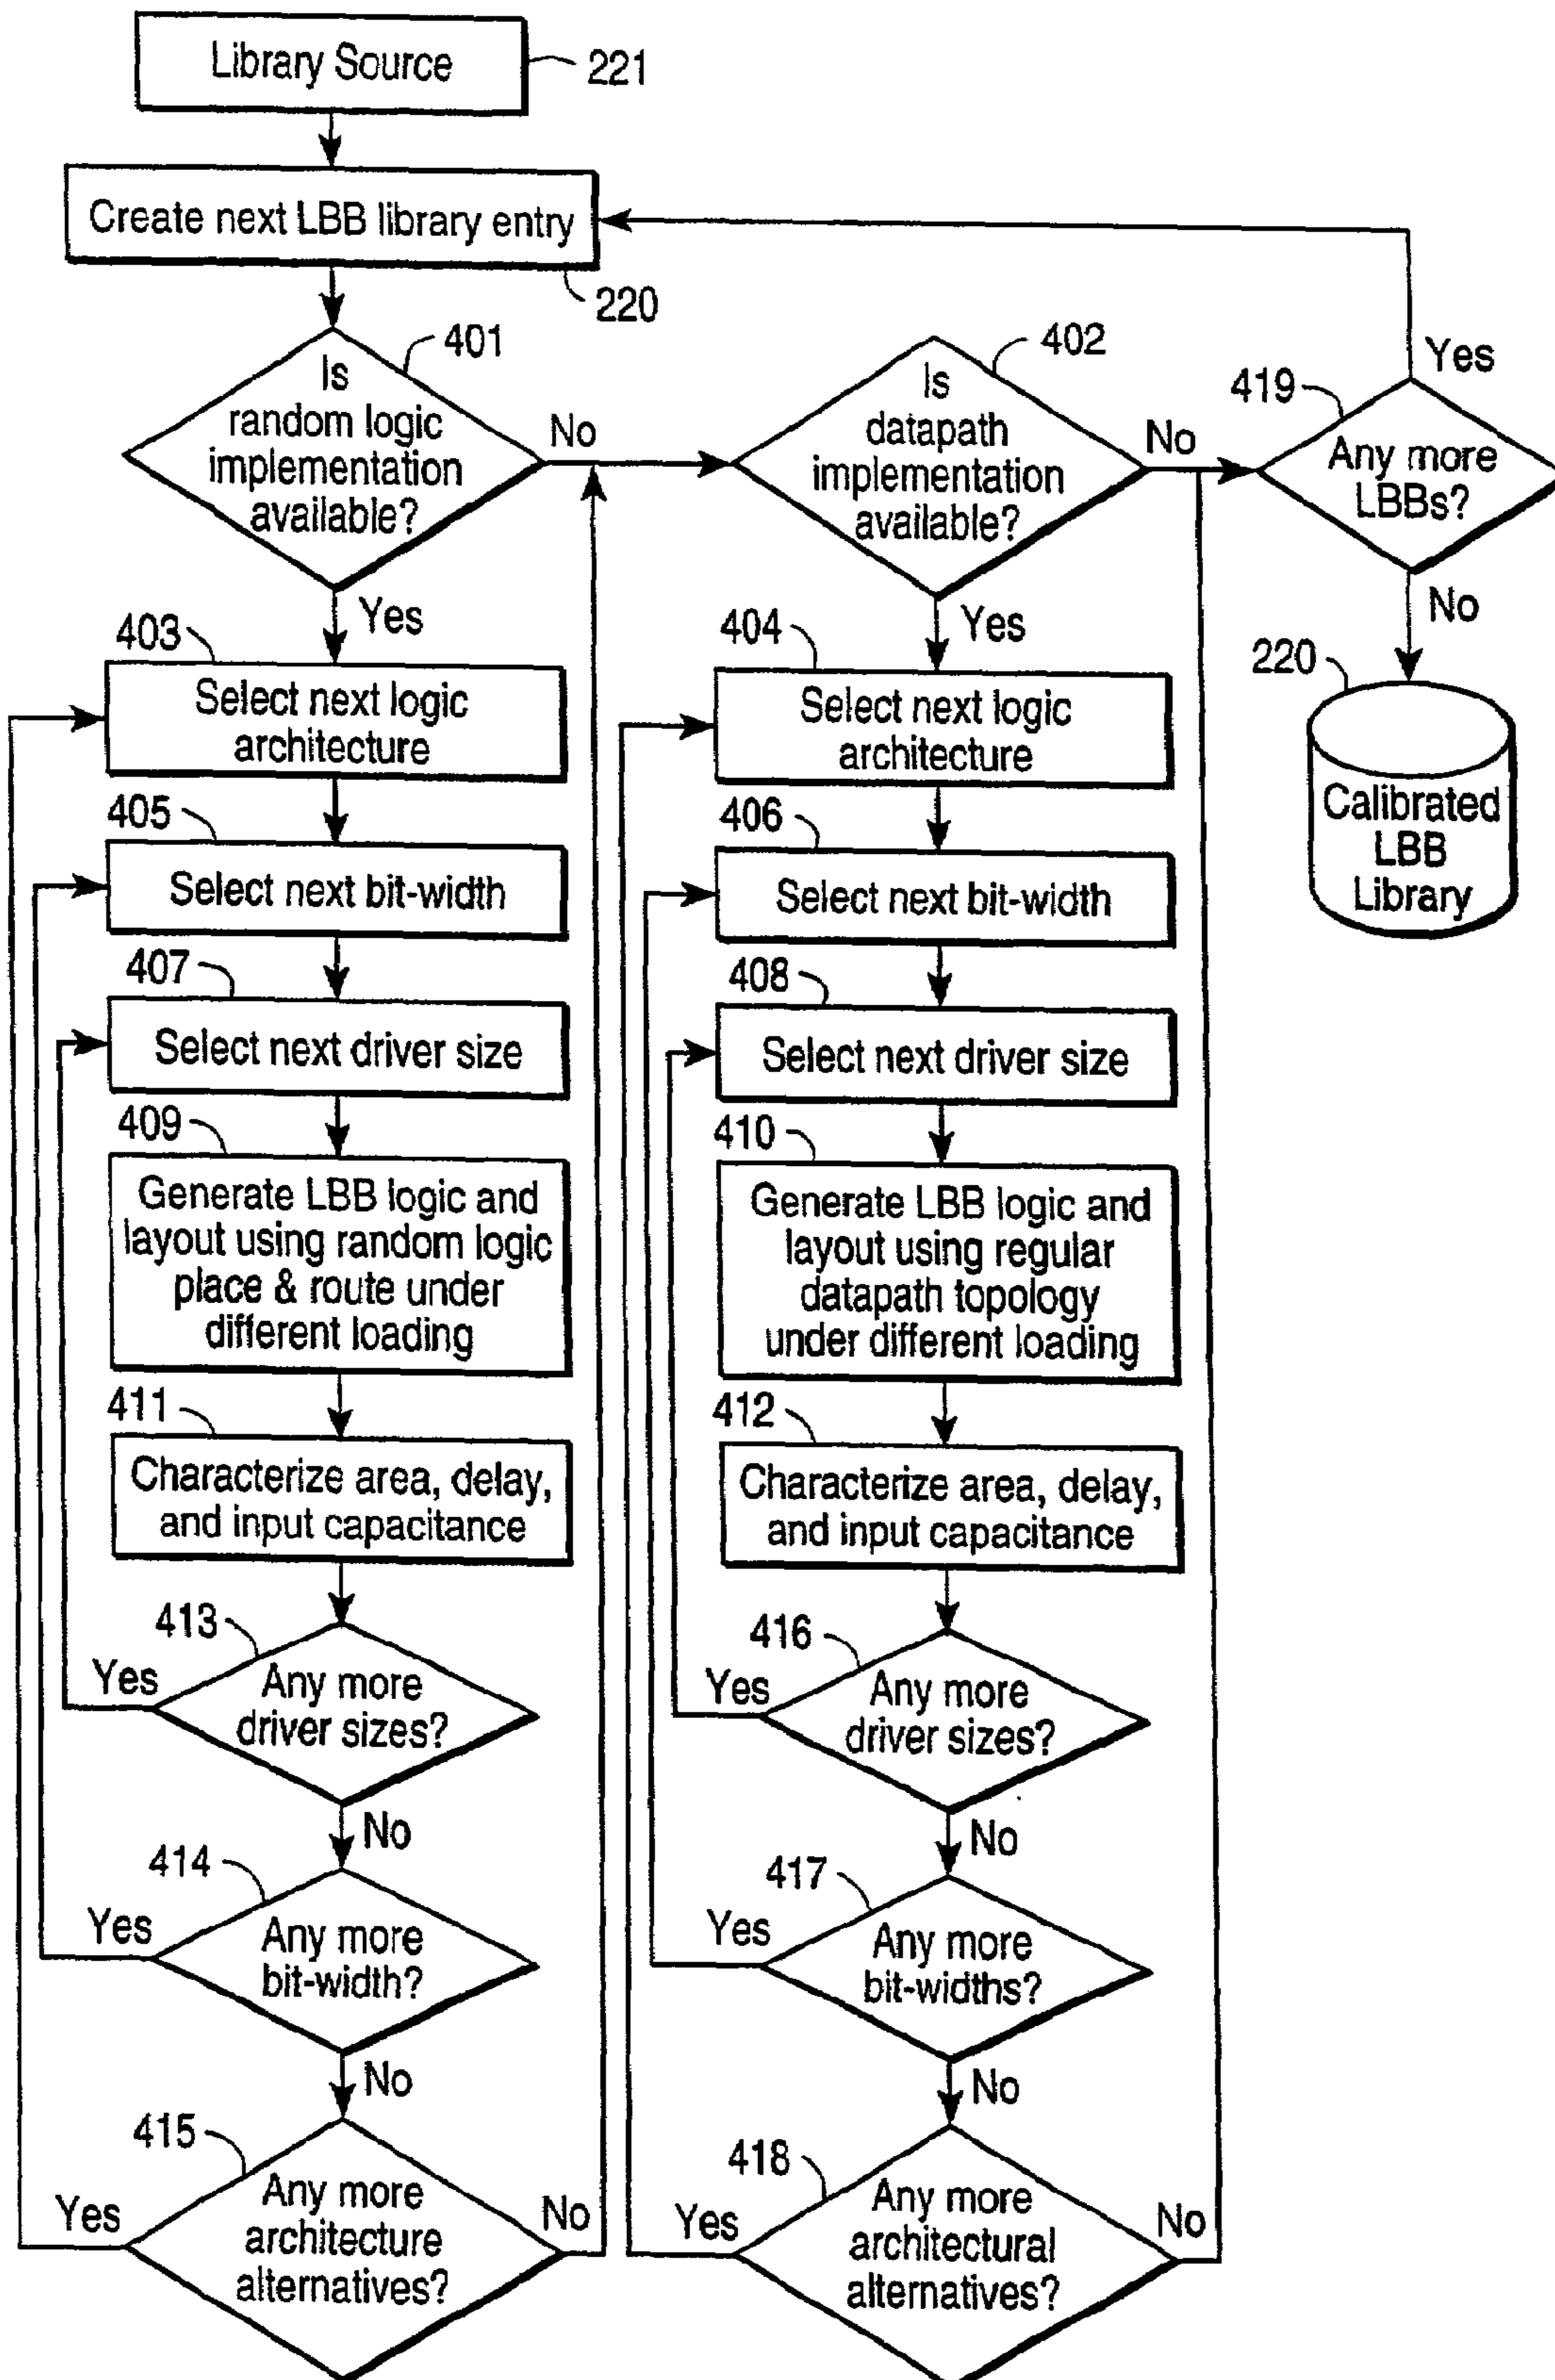 Library Source
221
Create next LBB library entry
220
401
Is
random logic
implementation
available?
No
Yes
402
Is
datapath
implementation
available?
No
Yes
419
Any more
LBBs?
Yes
No
220
Calibrated
LBB
Library
403
Select next logic
architecture
405
Select next bit-width
407
Select next driver size
409
Generate LBB logic and
layout using random logic
place & route under
different loading
411
Characterize area, delay,
and input capacitance
413
Any more
driver sizes?
Yes
No
414
Any more
bit-width?
Yes
No
415
Any more
architecture
alternatives?
Yes
No
404
Select next logic
architecture
406
Select next bit-width
408
Select next driver size
410
Generate LBB logic and
layout using regular
datapath topology
under different loading
412
Characterize area, delay,
and input capacitance
416
Any more
driver sizes?
Yes
No
417
Any more
bit-widths?
Yes
No
418
Any more
architectural
alternatives?
Yes
No